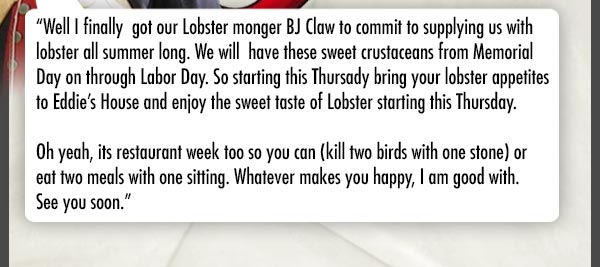 “Well I finally  got our Lobster monger BJ Claw to commit to supplying us with
lobster all summer long. We will  have these sweet crustaceans from Memorial
Day on through Labor Day. So starting this Thursady bring your lobster appetites
to Eddie’s House and enjoy the sweet taste of Lobster starting this Thursday.

Oh yeah, its restaurant week too so you can (kill two birds with one stone) or
eat two meals with one sitting. Whatever makes you happy, I am good with.
See you soon.”